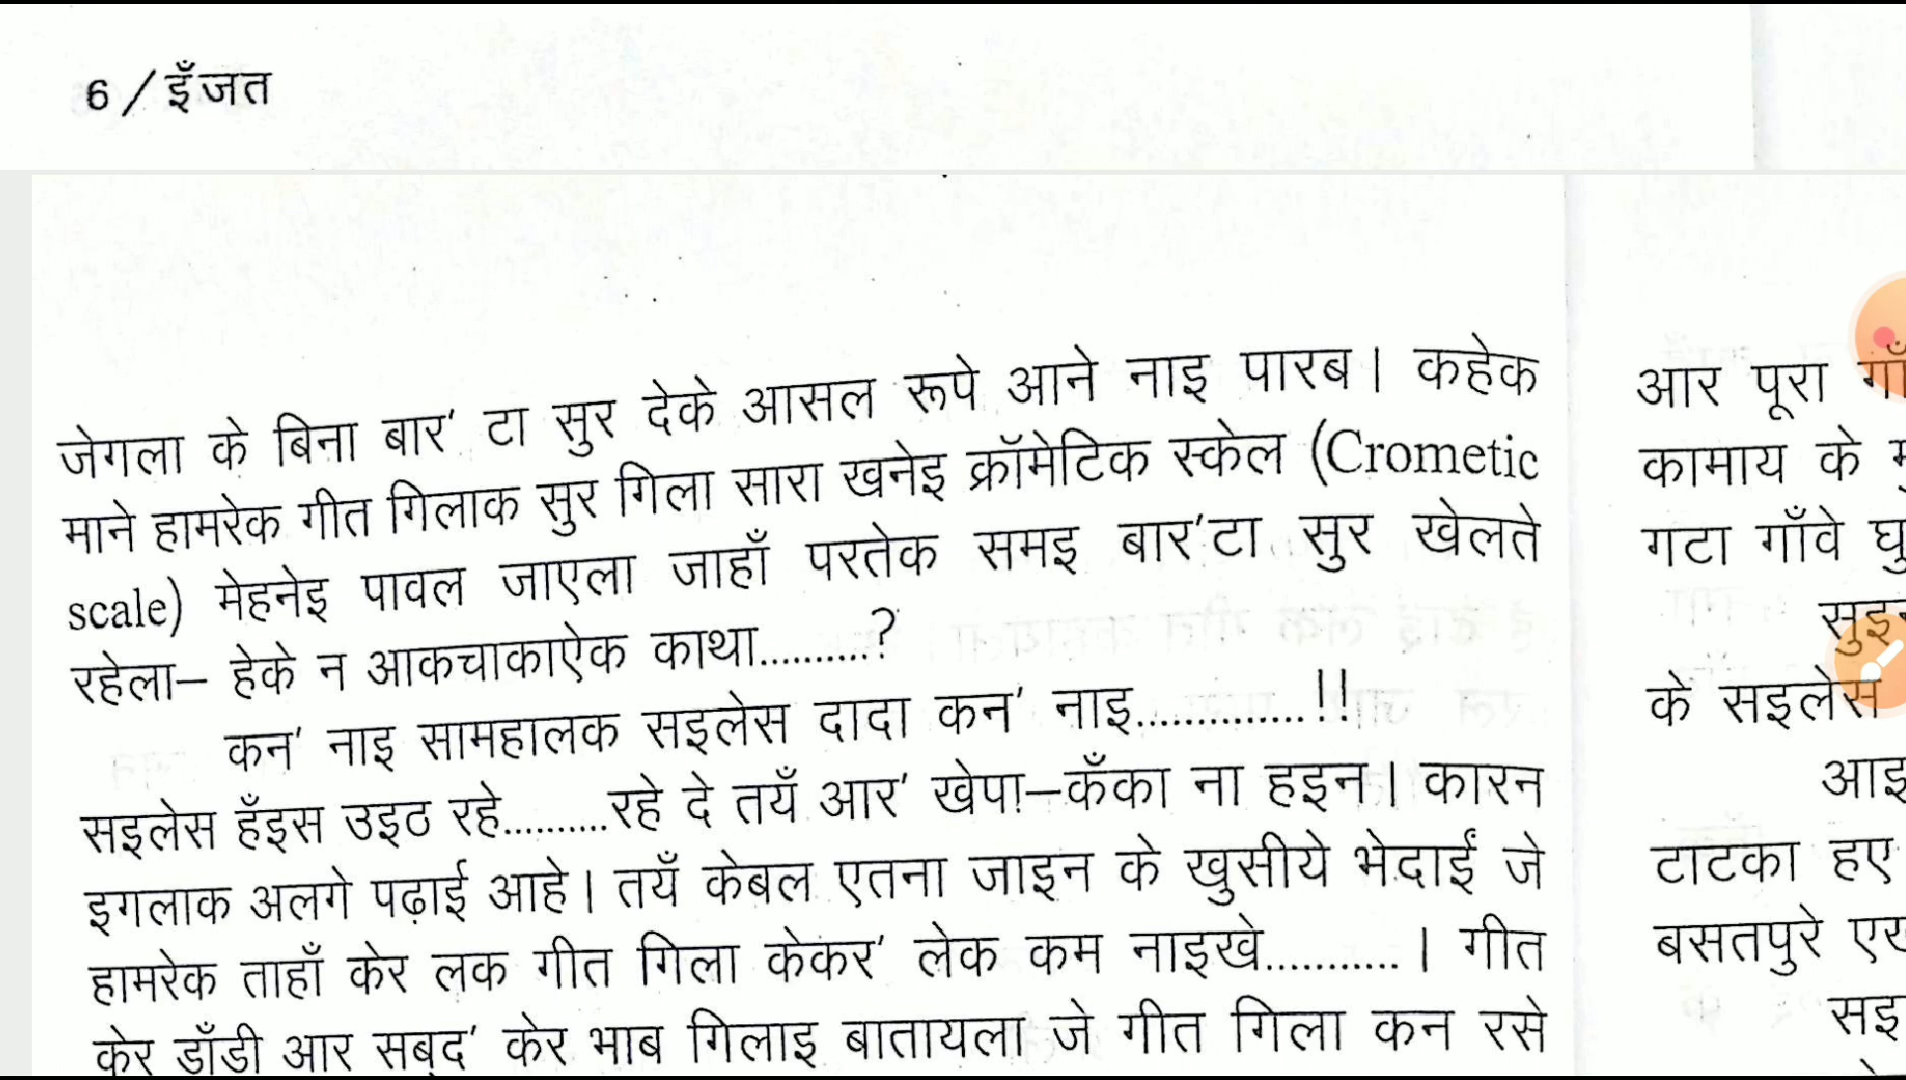 6 / इँजत
जेगला के बिना बार' टा सुर देके आसल रूपे आने नाइ पारब। कहेक
माने हामरेक गीत गिलाक सुर गिला सारा खनेइ क्रॉमेटिक स्केल (Crometic
scale) मेहनेइ पावल जाएला जाहाँ परतेक समइ बार'टा सुर खेलते
रहेला– हेके न आकचाकाऐक काथा...........?
कन' नाइ सामहालक सइलेस दादा कन' नाइ...............!!
सइलेस हँइस उइठ रहे..........रहे दे तयँ आर' खेपा–कँका ना हइन। कारन
इगलाक अलगे पढ़ाई आहे। तयँ केबल एतना जाइन के खुसीये भेदाईं जे
हामरेक ताहाँ केर लक गीत गिला केकर' लेक कम नाइखे............। गीत
केर डाँडी आर सबद' केर भाब गिलाइ बातायला जे गीत गिला कन रसे
आर पूरा
कामाय के
गटा गाँवे
के सइलेस
टाटका हए
बसतपुरे